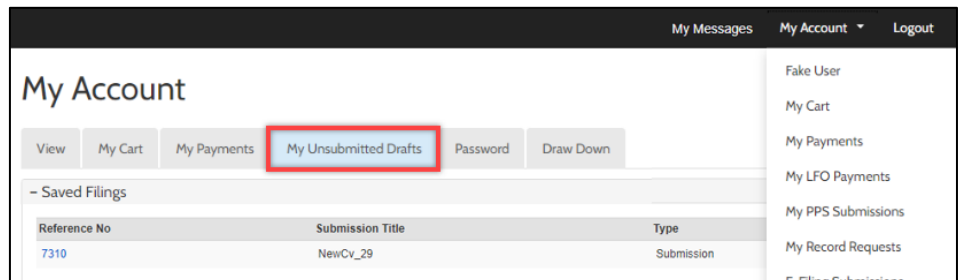 My Messages My Account Logout
My Account
View My Cart My Payments My Unsubmitted Drafts Password Draw Down
– Saved Filings
Reference No Submission Title Type
7310 NewCv_29 Submission
Fake User
My Cart
My Payments
My LFO Payments
My PPS Submissions
My Record Requests
E-Filing Submissions